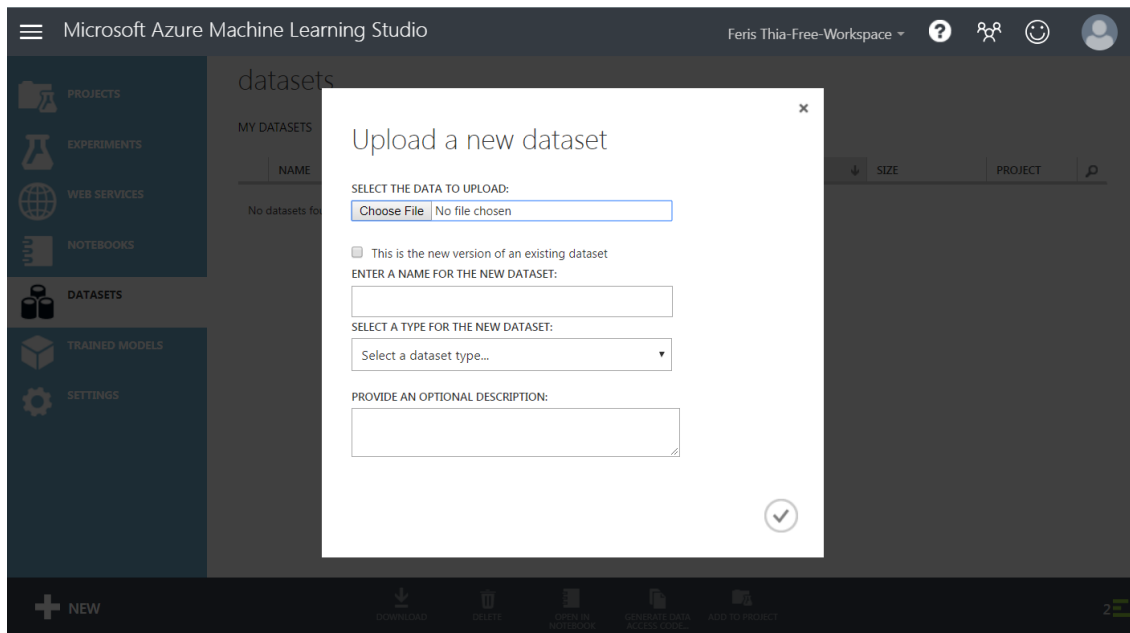 Microsoft Azure Machine Learning Studio
Feris Thia-Free-Workspace
?
PROJECTS
EXPERIMENTS
WEB SERVICES
NOTEBOOKS
DATASETS
TRAINED MODELS
SETTINGS
datasets
MY DATASETS
NAME
SIZE
PROJECT
No datasets fou
×
Upload a new dataset
SELECT THE DATA TO UPLOAD:
Choose File No file chosen
This is the new version of an existing dataset
ENTER A NAME FOR THE NEW DATASET:
SELECT A TYPE FOR THE NEW DATASET:
Select a dataset type...
PROVIDE AN OPTIONAL DESCRIPTION:
NEW
DOWNLOAD
DELETE
OPEN IN
NOTEBOOK
GENERATE DATA
ACCESS CODE...
ADD TO PROJECT
2